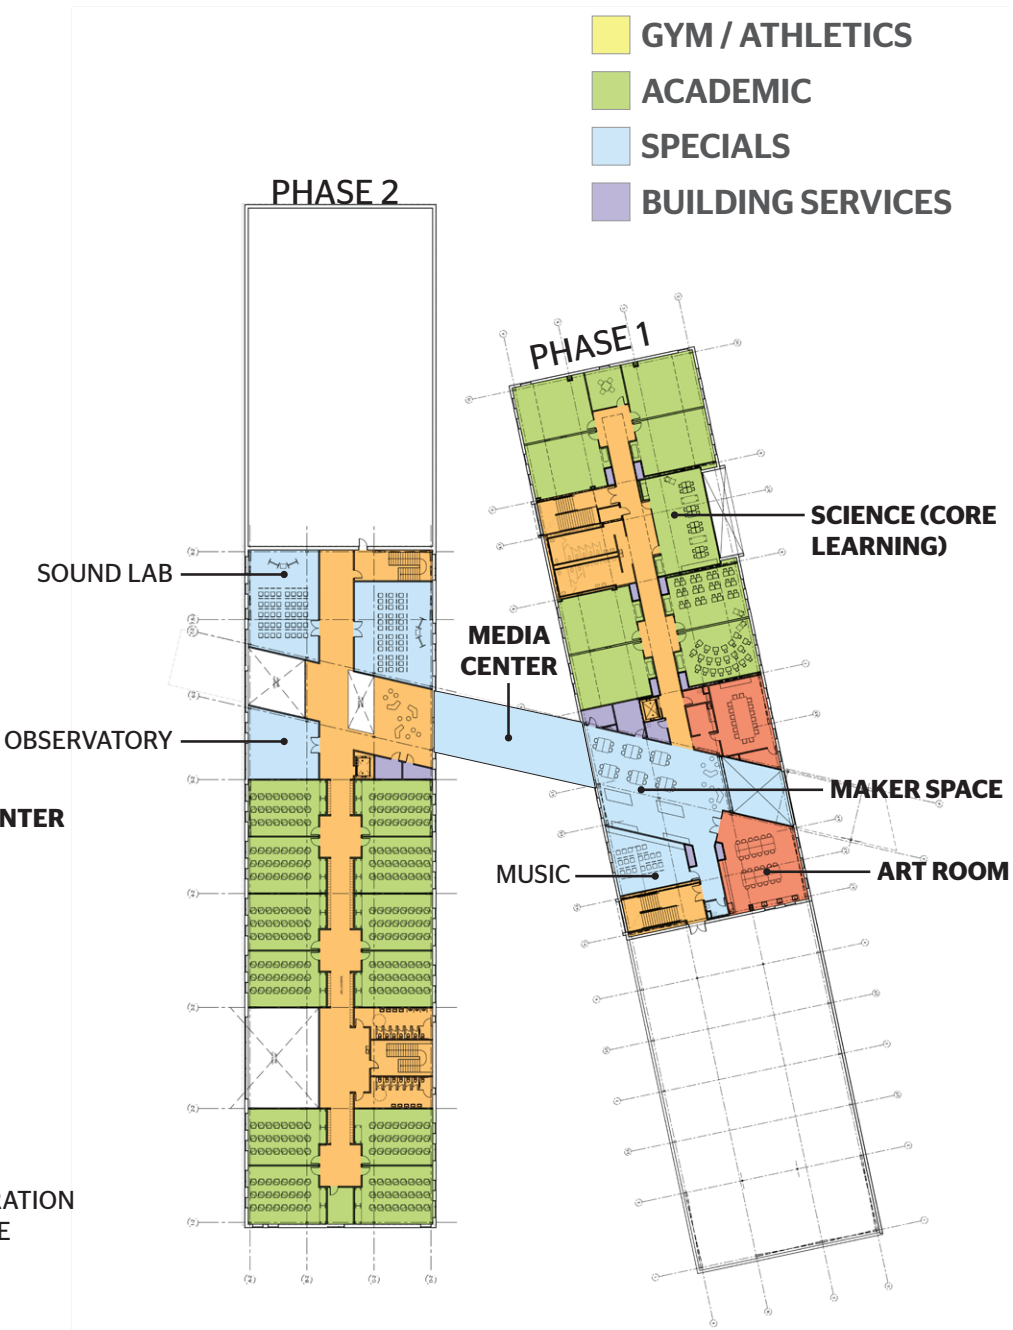 GYM / ATHLETICS
ACADEMIC
SPECIALS
BUILDING SERVICES
PHASE 2
PHASE 1
SCIENCE (CORE
LEARNING)
SOUND LAB
MEDIA
CENTER
OBSERVATORY
MAKER SPACE
NTER
MUSIC
ART ROOM
RATION
E